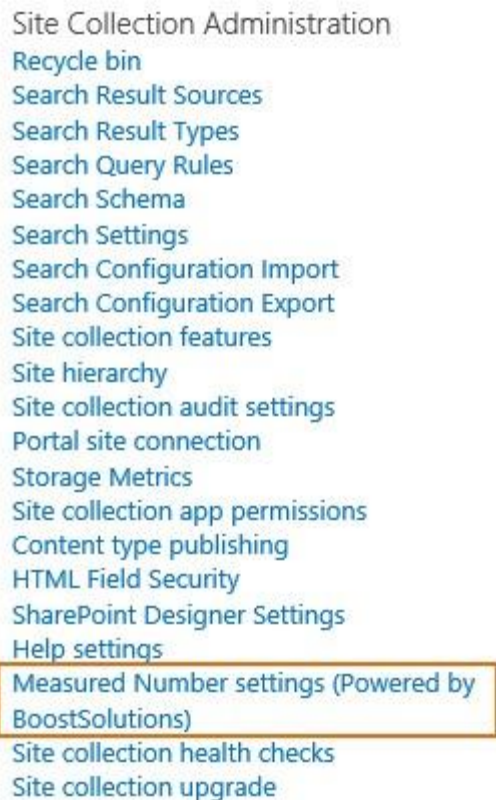 Site Collection Administration
Recycle bin
Search Result Sources
Search Result Types
Search Query Rules
Search Schema
Search Settings
Search Configuration Import
Search Configuration Export
Site collection features
Site hierarchy
Site collection audit settings
Portal site connection
Storage Metrics
Site collection app permissions
Content type publishing
HTML Field Security
SharePoint Designer Settings
Help settings
Measured Number settings (Powered by
BoostSolutions)
Site collection health checks
Site collection upgrade